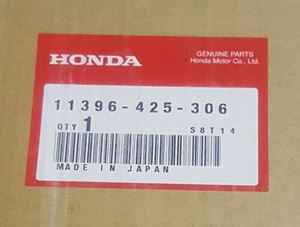 HONDA
GENUINE PARTS
Honda Motor Co., Ltd.
11396-425-306
QTY 1 S8T14
MADE IN JAPAN